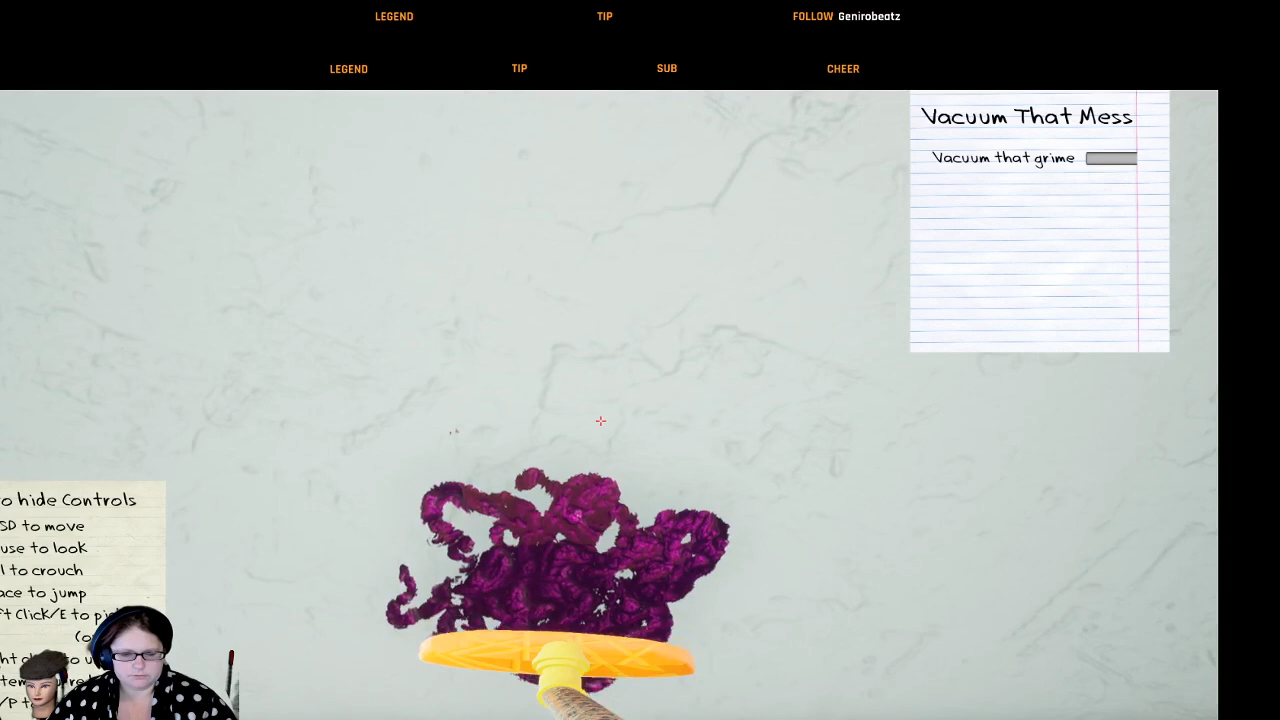 LEGEND TIP FOLLOW Genirobeatz
LEGEND TIP SUB CHEER
Vacuum That Mess
Vacuum that grime
o hide Controls
SD to move
use to look
l to crouch
ace to jump
ft Click/E to